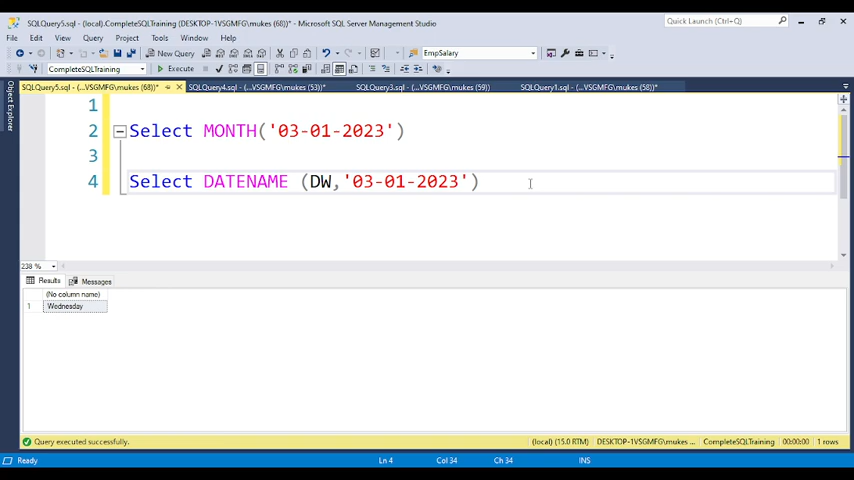 SQLQuery5.sql - (local).CompleteSQLTraining (DESKTOP-1VSGMFG\mukes (68))* - Microsoft SQL Server Management Studio
Quick Launch (Ctrl+Q)
File Edit View Query Project Tools Window Help
New Query
EmpSalary
CompleteSQLTraining
Execute
SQLQuery5.sql - (...VSGMFG\mukes (68))*
SQLQuery4.sql - (...VSGMFG\mukes (53))*
SQLQuery3.sql - (...VSGMFG\mukes (59))
SQLQuery1.sql - (...VSGMFG\mukes (58))*
Object Explorer
1
2 Select MONTH('03-01-2023')
3
4 Select DATENAME (DW,'03-01-2023')
238 %
Results Messages
(No column name)
1 Wednesday
Query executed successfully.
(local) (15.0 RTM) DESKTOP-1VSGMFG\mukes ... CompleteSQLTraining 00:00:00 1 rows
Ready Ln 4 Col 34 Ch 34 INS